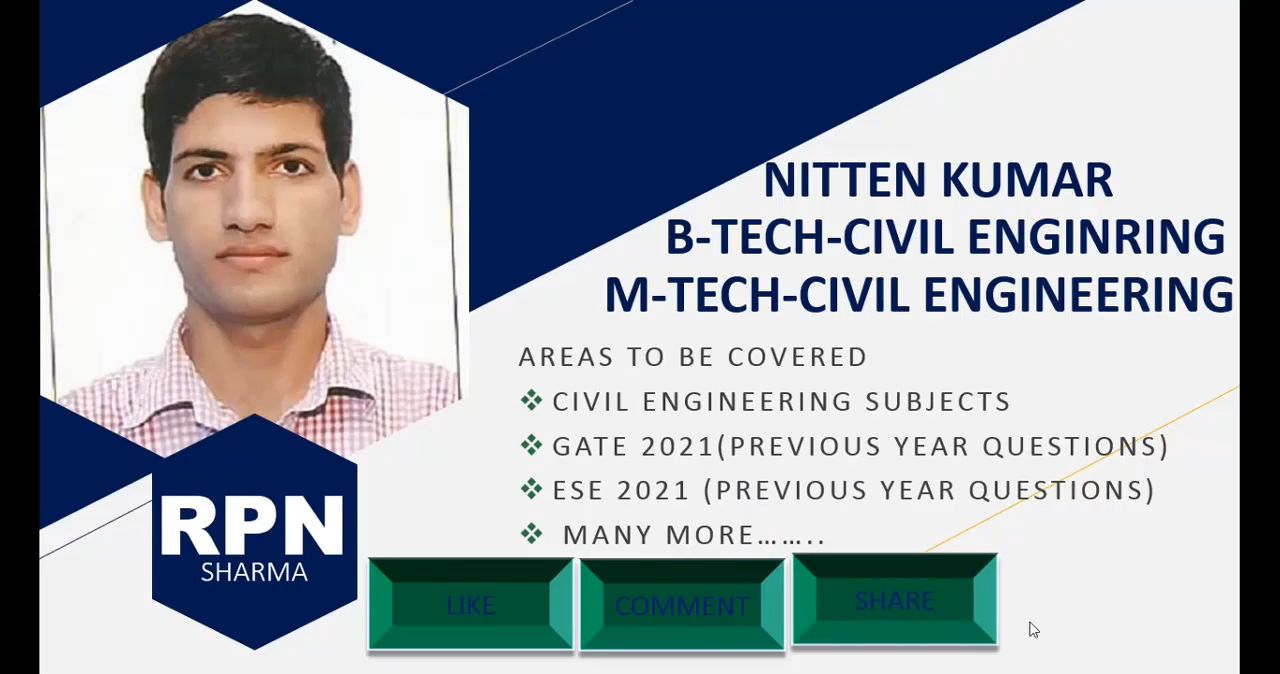 NITTEN KUMAR
B-TECH-CIVIL ENGINRING
M-TECH-CIVIL ENGINEERING
AREAS TO BE COVERED
❖ CIVIL ENGINEERING SUBJECTS
❖ GATE 2021(PREVIOUS YEAR QUESTIONS)
❖ ESE 2021 (PREVIOUS YEAR QUESTIONS)
❖ MANY MORE……..
RPN
SHARMA
LIKE
COMMENT
SHARE